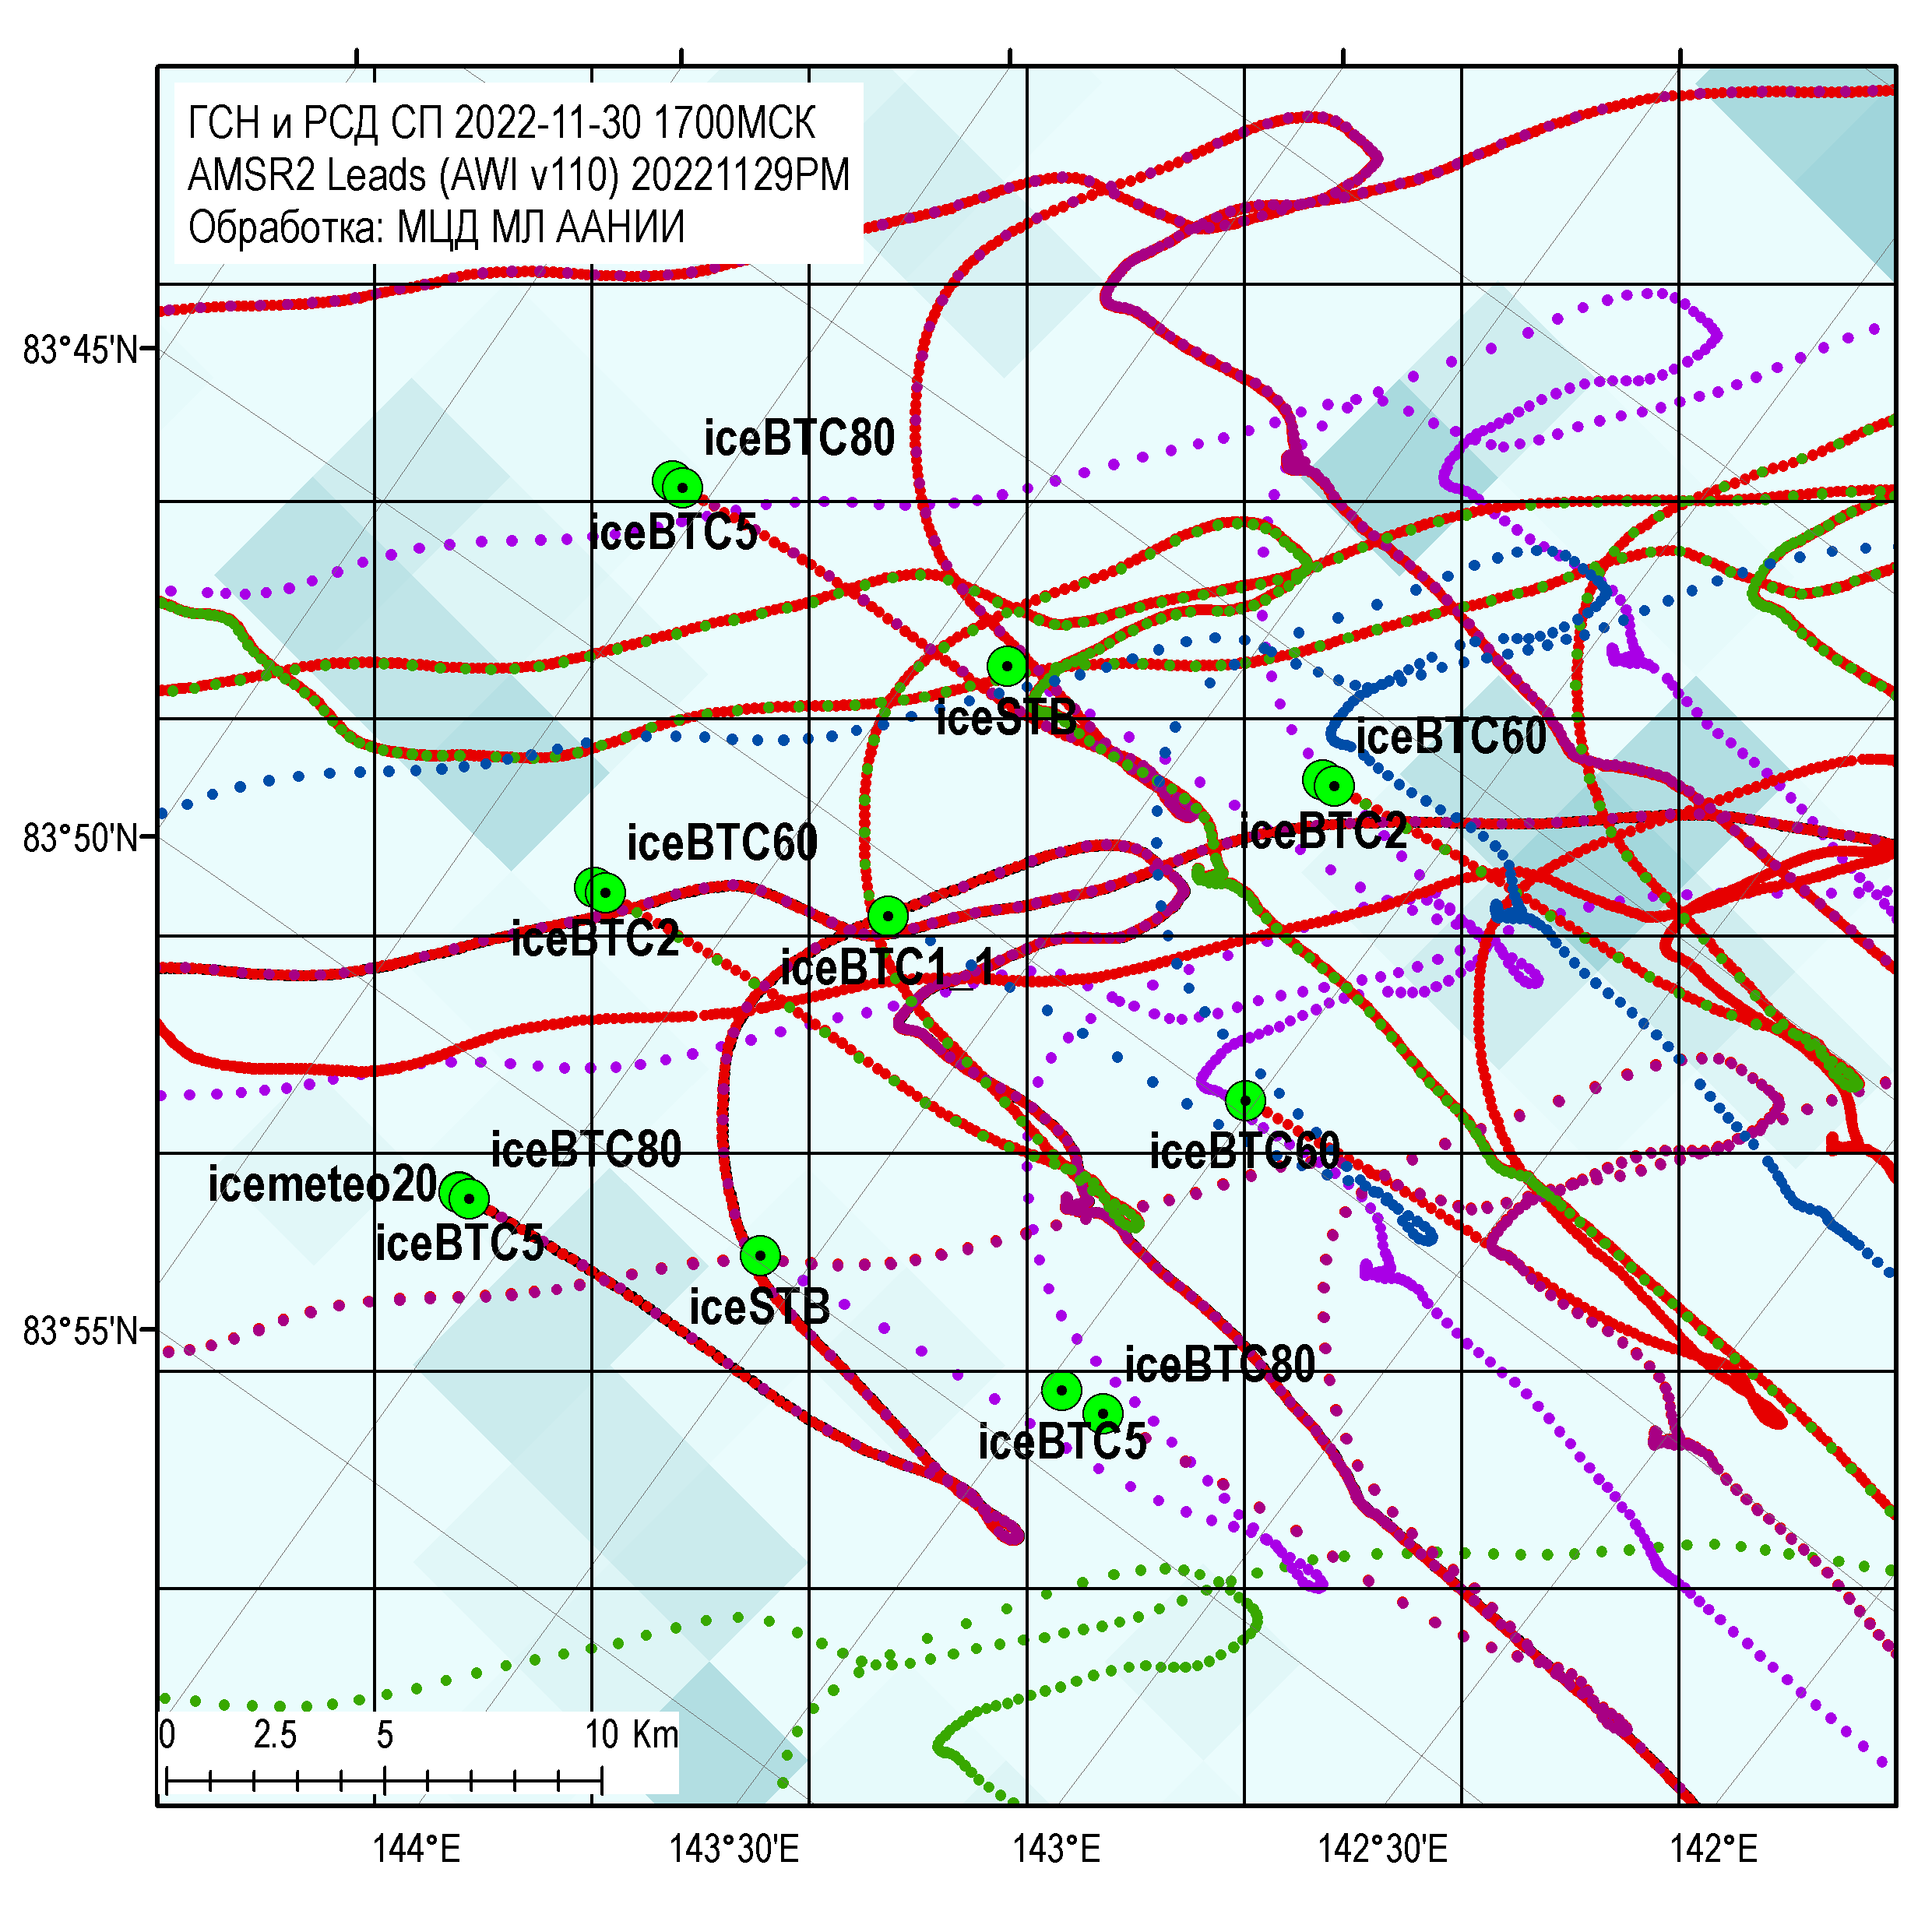 ГСН и РСД СП 2022-11-30 1700МСК
AMSR2 Leads (AWI v110) 20221129PM
Обработка: МЦД МЛ ААНИИ
83°45'N
iceBTC80
iceBTC5
iceSTB
iceBTC60
iceBTC2
83°50'N
iceBTC60
iceBTC2
iceBTC1_1
iceBTC60
iceBTC80
icemeteo20
iceBTC5
iceSTB
83°55'N
iceBTC80
iceBTC5
0 2.5 5 10 Km
144°E 143°30'E 143°E 142°30'E 142°E